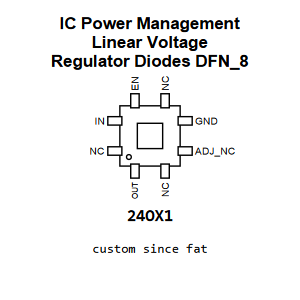 IC Power Management
Linear Voltage
Regulator Diodes DFN_8
EN
NC
IN
GND
NC
ADJ_NC
OUT
NC
240X1
custom since fat